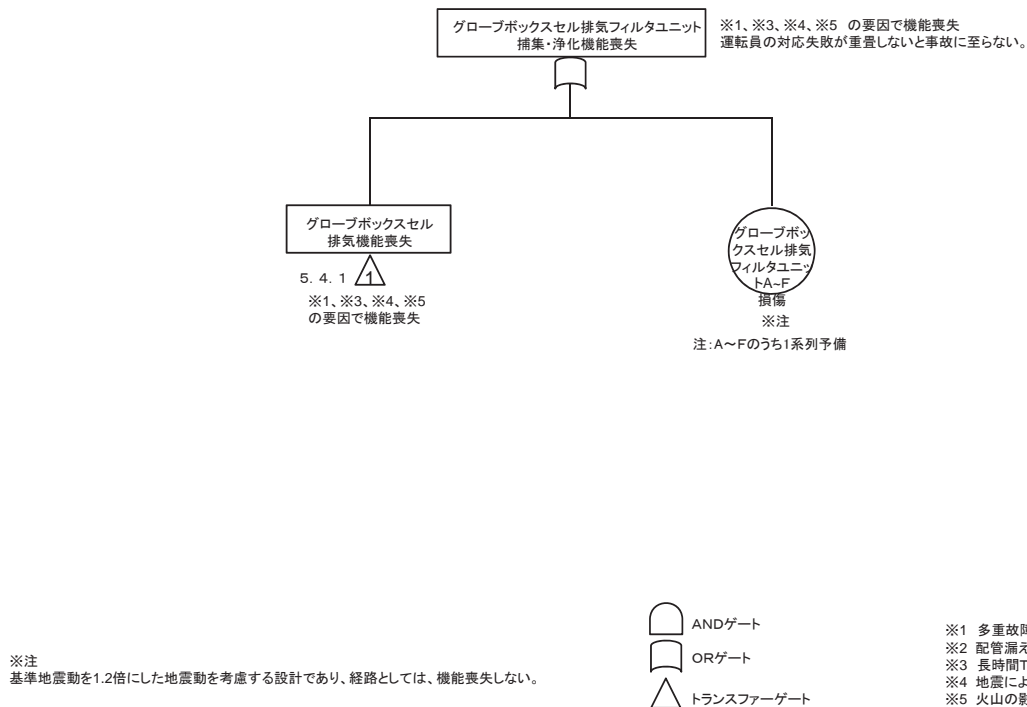 グローブボックスセル排気フィルタユニット
捕集・浄化機能喪失
※1、※3、※4、※5 の要因で機能喪失
運転員の対応失敗が重畳しないと事故に至らない。
グローブボックスセル
排気機能喪失
5. 4. 1
1
※1、※3、※4、※5
の要因で機能喪失
グローブボッ
クスセル排気
フィルタユニッ
トA~F
損傷
※注
注:A～Fのうち1系列予備
※注
基準地震動を1.2倍にした地震動を考慮する設計であり、経路としては、機能喪失しない。
ANDゲート
ORゲート
トランスファーゲート
※1 多重故障
※2 配管漏え
※3 長時間T
※4 地震によ
※5 火山の影